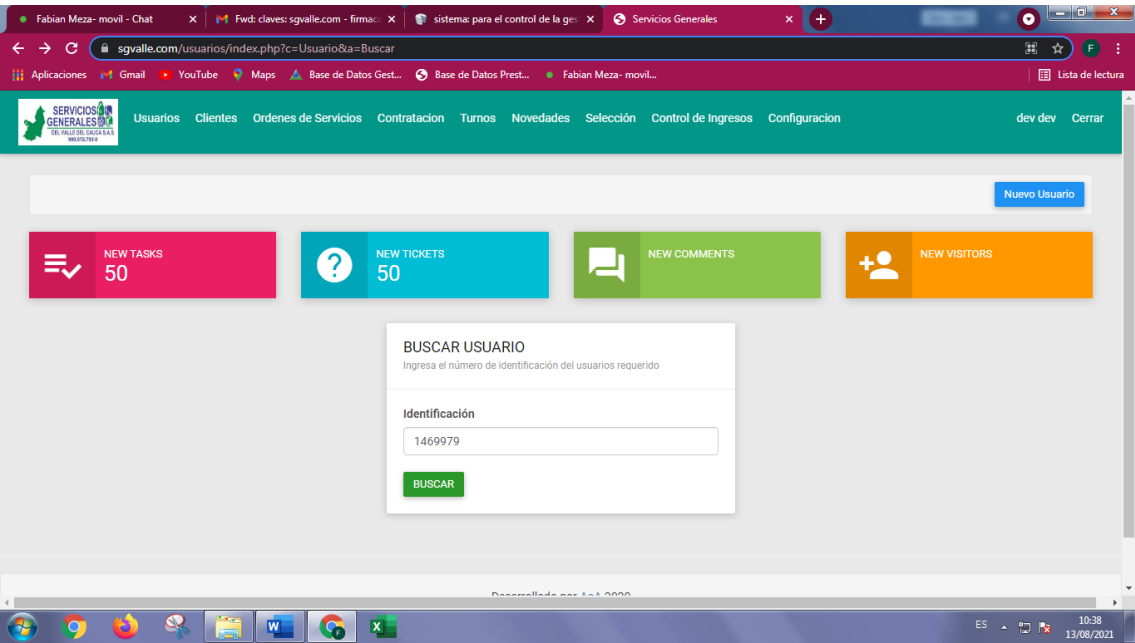 Fabian Meza- movil - Chat
Fwd: claves: sgvalle.com - firmac
sistema: para el control de la ges
Servicios Generales
sgvalle.com/usuarios/index.php?c=Usuario&a=Buscar
F
Aplicaciones
Gmail
YouTube
Maps
Base de Datos Gest...
Base de Datos Prest...
Fabian Meza- movil...
Lista de lectura
SERVICIOS
GENERALES
DEL VALLE DEL CAUCA S.A.S
Usuarios Clientes Ordenes de Servicios Contratacion Turnos Novedades Selección Control de Ingresos Configuracion dev dev Cerrar
Nuevo Usuario
NEW TASKS
50
NEW TICKETS
50
NEW COMMENTS
NEW VISITORS
BUSCAR USUARIO
Ingresa el número de identificación del usuarios requerido
Identificación
1469979
BUSCAR
Desarrollado por AoA 2020
ES
10:38
13/08/2021